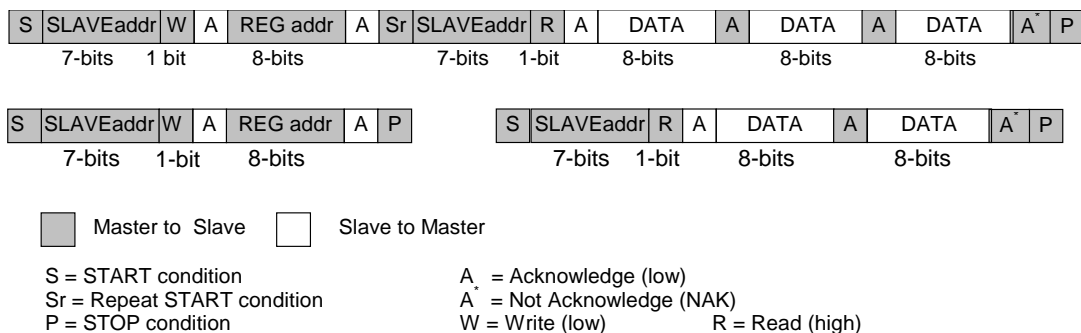 S SLAVEaddr W A REG addr A Sr SLAVEaddr R A DATA A DATA A DATA A* P
7-bits 1 bit 8-bits 7-bits 1-bit 8-bits 8-bits 8-bits
S SLAVEaddr W A REG addr A P S SLAVEaddr R A DATA A DATA A* P
7-bits 1-bit 8-bits 7-bits 1-bit 8-bits 8-bits
Master to Slave Slave to Master
S = START condition A = Acknowledge (low)
Sr = Repeat START condition A* = Not Acknowledge (NAK)
P = STOP condition W = Write (low) R = Read (high)